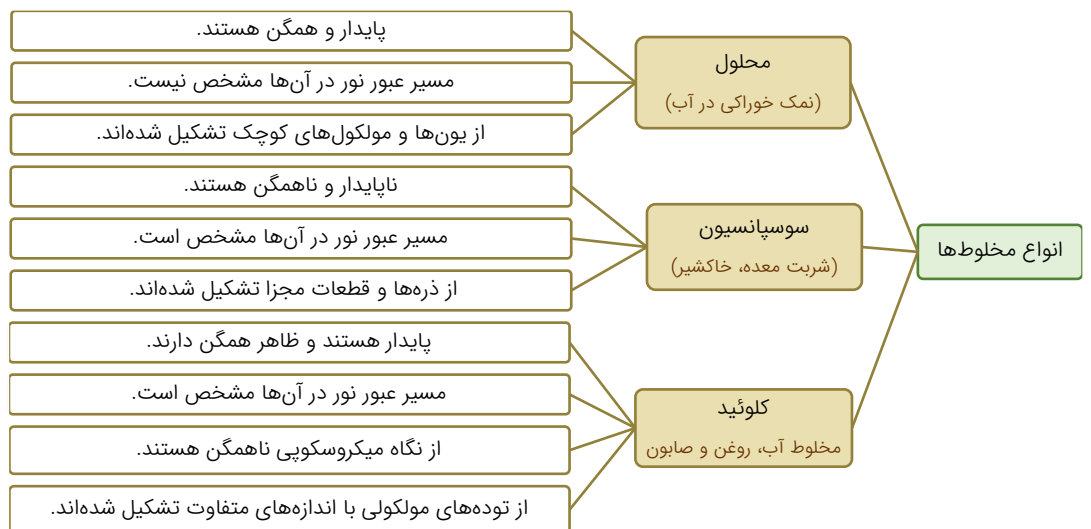 انواع مخلوط‌ها
محلول
(نمک خوراکی در آب)
پایدار و همگن هستند.
مسیر عبور نور در آن‌ها مشخص نیست.
از یون‌ها و مولکول‌های کوچک تشکیل شده‌اند.
سوسپانسیون
(شربت معده، خاکشیر)
ناپایدار و ناهمگن هستند.
مسیر عبور نور در آن‌ها مشخص است.
از ذره‌ها و قطعات مجزا تشکیل شده‌اند.
کلوئید
مخلوط آب، روغن و صابون
پایدار هستند و ظاهر همگن دارند.
مسیر عبور نور در آن‌ها مشخص است.
از نگاه میکروسکوپی ناهمگن هستند.
از توده‌های مولکولی با اندازه‌های متفاوت تشکیل شده‌اند.